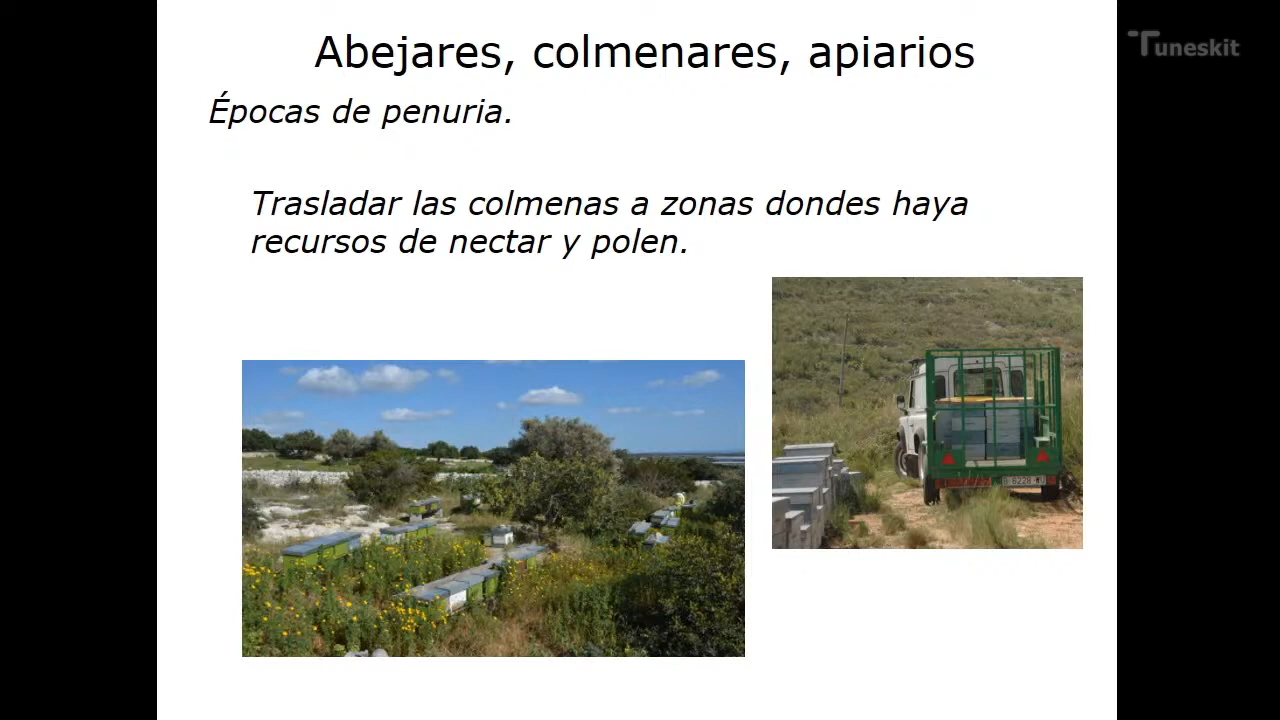 Abejares, colmenares, apiarios
Tuneskit
Épocas de penuria.
Trasladar las colmenas a zonas dondes haya
recursos de nectar y polen.